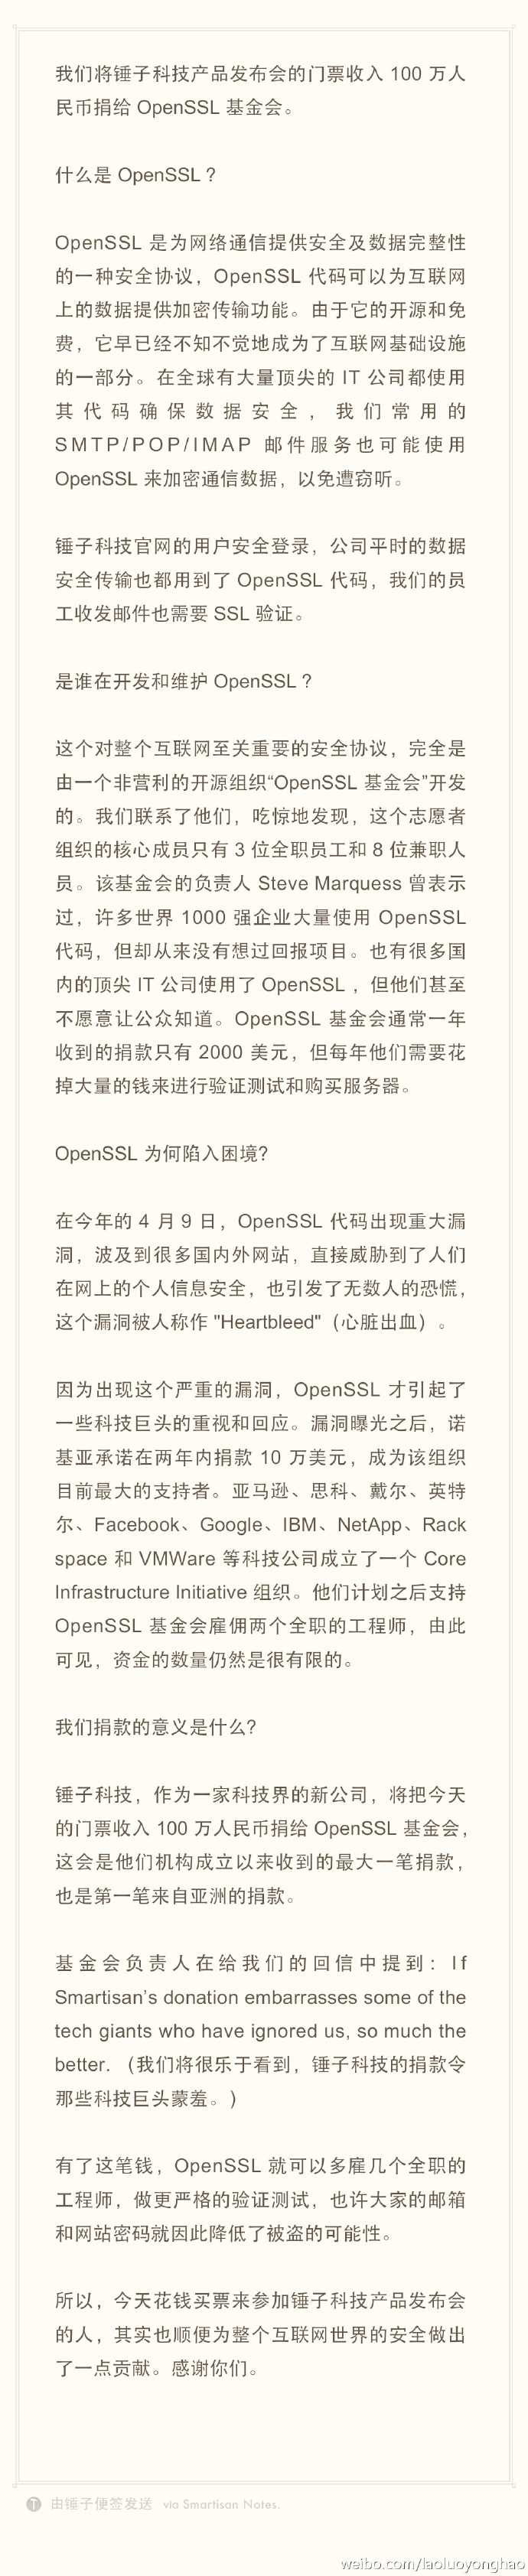 我们将锤子科技产品发布会的门票收入 100 万人
民币捐给 OpenSSL 基金会。
什么是 OpenSSL？
OpenSSL 是为网络通信提供安全及数据完整性
的一种安全协议，OpenSSL 代码可以为互联网
上的数据提供加密传输功能。由于它的开源和免
费，它早已经不知不觉地成为了互联网基础设施
的一部分。在全球有大量顶尖的 IT 公司都使用
其代码确保数据安全，我们常用的
SMTP/POP/IMAP 邮件服务也可能使用
OpenSSL 来加密通信数据，以免遭窃听。
锤子科技官网的用户安全登录，公司平时的数据
安全传输也都用到了 OpenSSL 代码，我们的员
工收发邮件也需要 SSL 验证。
是谁在开发和维护 OpenSSL？
这个对整个互联网至关重要的安全协议，完全是
由一个非营利的开源组织“OpenSSL 基金会”开发
的。我们联系了他们，吃惊地发现，这个志愿者
组织的核心成员只有 3 位全职员工和 8 位兼职人
员。该基金会的负责人 Steve Marquess 曾表示
过，许多世界 1000 强企业大量使用 OpenSSL
代码，但却从来没有想过回报项目。也有很多国
内的顶尖 IT 公司使用了 OpenSSL ，但他们甚至
不愿意让公众知道。OpenSSL 基金会通常一年
收到的捐款只有 2000 美元，但每年他们需要花
掉大量的钱来进行验证测试和购买服务器。
OpenSSL 为何陷入困境?
在今年的 4 月 9 日，OpenSSL 代码出现重大漏
洞，波及到很多国内外网站，直接威胁到了人们
在网上的个人信息安全，也引发了无数人的恐慌，
这个漏洞被人称作 "Heartbleed"（心脏出血）。
因为出现这个严重的漏洞，OpenSSL 才引起了
一些科技巨头的重视和回应。漏洞曝光之后，诺
基亚承诺在两年内捐款 10 万美元，成为该组织
目前最大的支持者。亚马逊、思科、戴尔、英特
尔、Facebook、Google、IBM、NetApp、Rack
space 和 VMWare 等科技公司成立了一个 Core
Infrastructure Initiative 组织。他们计划之后支持
OpenSSL 基金会雇佣两个全职的工程师，由此
可见，资金的数量仍然是很有限的。
我们捐款的意义是什么?
锤子科技，作为一家科技界的新公司，将把今天
的门票收入 100 万人民币捐给 OpenSSL 基金会，
这会是他们机构成立以来收到的最大一笔捐款，
也是第一笔来自亚洲的捐款。
基金会负责人在给我们的回信中提到：If
Smartisan’s donation embarrasses some of the
tech giants who have ignored us, so much the
better. （我们将很乐于看到，锤子科技的捐款令
那些科技巨头蒙羞。）
有了这笔钱，OpenSSL 就可以多雇几个全职的
工程师，做更严格的验证测试，也许大家的邮箱
和网站密码就因此降低了被盗的可能性。
所以，今天花钱买票来参加锤子科技产品发布会
的人，其实也顺便为整个互联网世界的安全做出
了一点贡献。感谢你们。
T 由锤子便签发送 via Smartisan Notes.
weibo.com/laoluoyonghao